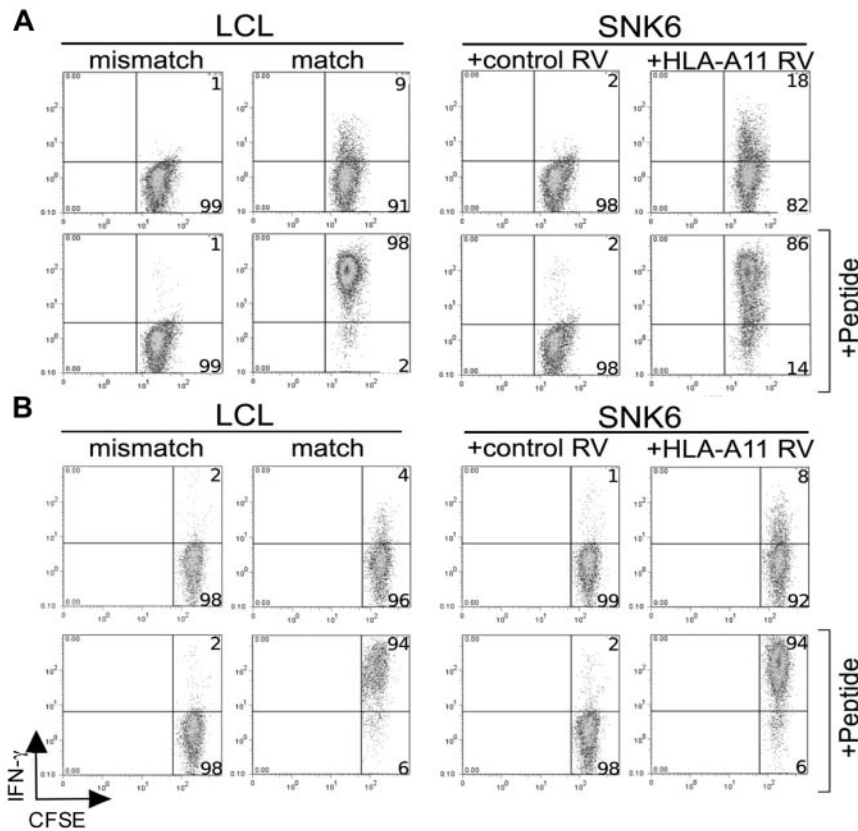 A
LCL
SNK6
mismatch
match
+control RV
+HLA-A11 RV
1
99
9
91
2
98
18
82
1
99
98
2
2
98
86
14
+Peptide
B
LCL
SNK6
mismatch
match
+control RV
+HLA-A11 RV
2
98
4
96
1
99
8
92
2
98
94
6
2
98
94
6
+Peptide
IFN-γ
CFSE